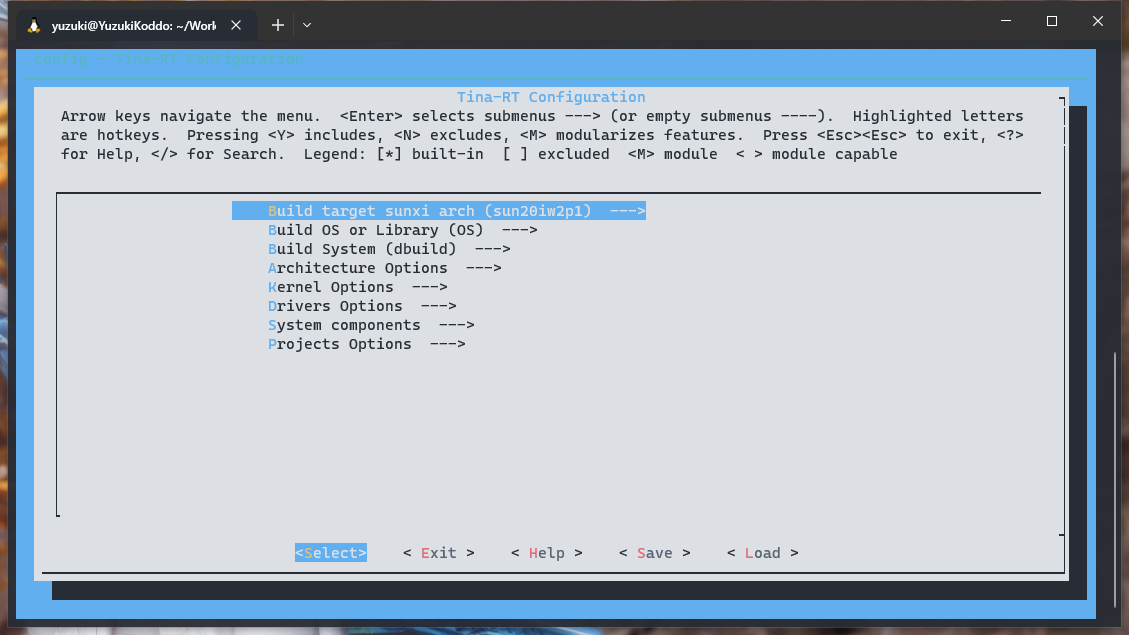 yuzuki@YuzukiKoddo: ~/Work
.config - Tina-RT Configuration
Tina-RT Configuration
Arrow keys navigate the menu.  <Enter> selects submenus ---> (or empty submenus ----).  Highlighted letters
are hotkeys.  Pressing <Y> includes, <N> excludes, <M> modularizes features.  Press <Esc><Esc> to exit, <?>
for Help, </> for Search.  Legend: [*] built-in  [ ] excluded  <M> module  < > module capable
Build target sunxi arch (sun20iw2p1)  --->
Build OS or Library (OS)  --->
Build System (dbuild)  --->
Architecture Options  --->
Kernel Options  --->
Drivers Options  --->
System components  --->
Projects Options  --->
<Select>    < Exit >    < Help >    < Save >    < Load >